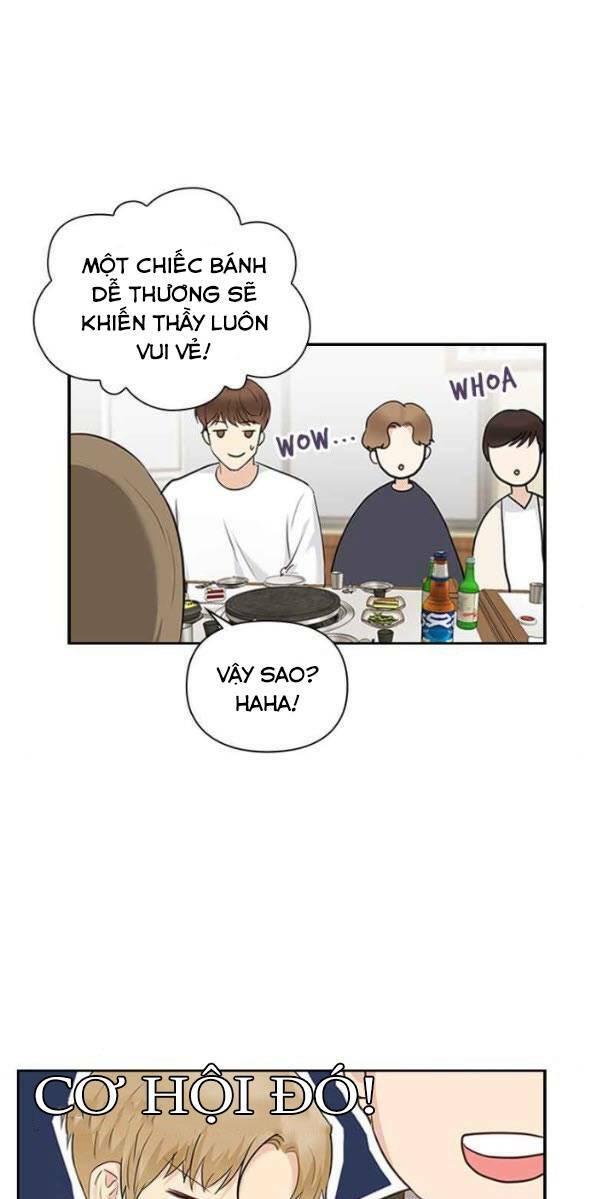 MỘT CHIẾC BÁNH
DỄ THƯƠNG SẼ
KHIẾN THẦY LUÔN
VUI VẺ!
WHOA
WOW...
VẬY SAO?
HAHA!
CƠ HỘI ĐÓ!